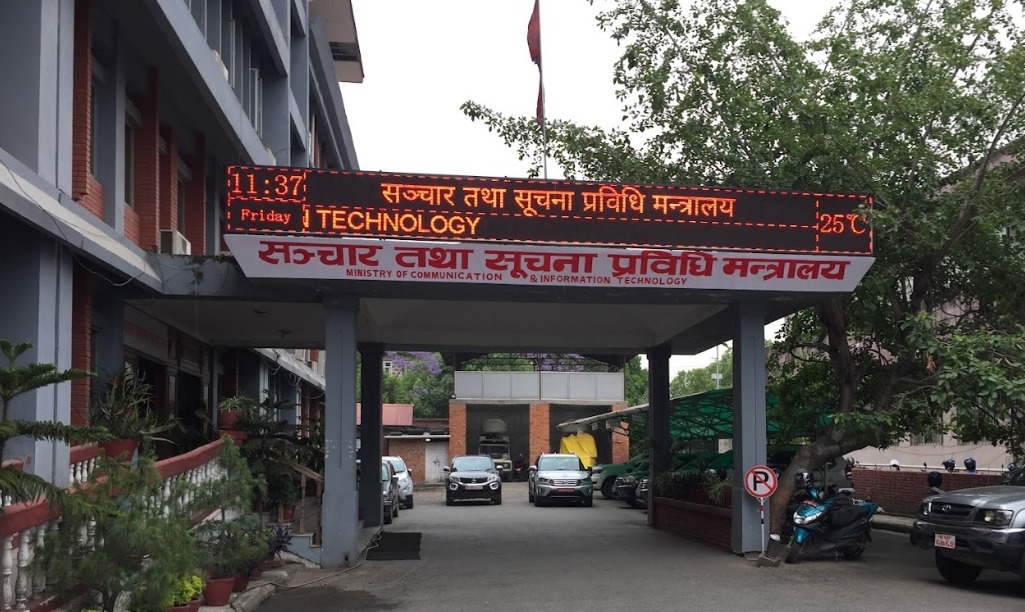 11:37
सञ्चार तथा सूचना प्रविधि मन्त्रालय
Friday
TECHNOLOGY
25℃
सञ्चार तथा सूचना प्रविधि मन्त्रालय
MINISTRY OF COMMUNICATION & INFORMATION TECHNOLOGY
P